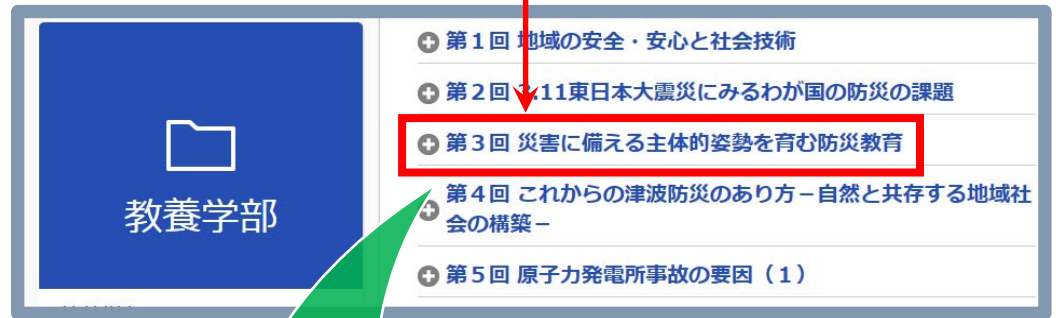 教養学部
第1回 地域の安全・安心と社会技術
第2回 3.11東日本大震災にみるわが国の防災の課題
第3回 災害に備える主体的姿勢を育む防災教育
第4回 これからの津波防災のあり方－自然と共存する地域社
会の構築－
第5回 原子力発電所事故の要因（1）